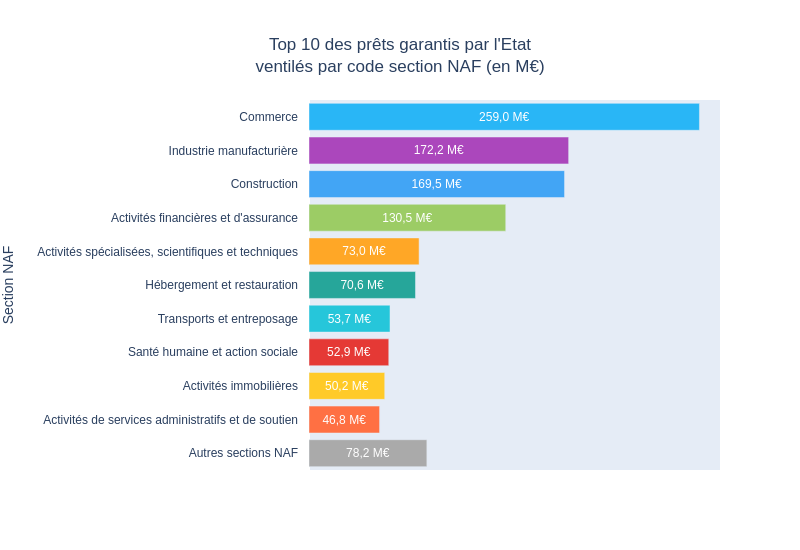 Top 10 des prêts garantis par l'Etat
ventilés par code section NAF (en M€)
Section NAF
Commerce 259,0 M€
Industrie manufacturière 172,2 M€
Construction 169,5 M€
Activités financières et d'assurance 130,5 M€
Activités spécialisées, scientifiques et techniques 73,0 M€
Hébergement et restauration 70,6 M€
Transports et entreposage 53,7 M€
Santé humaine et action sociale 52,9 M€
Activités immobilières 50,2 M€
Activités de services administratifs et de soutien 46,8 M€
Autres sections NAF 78,2 M€